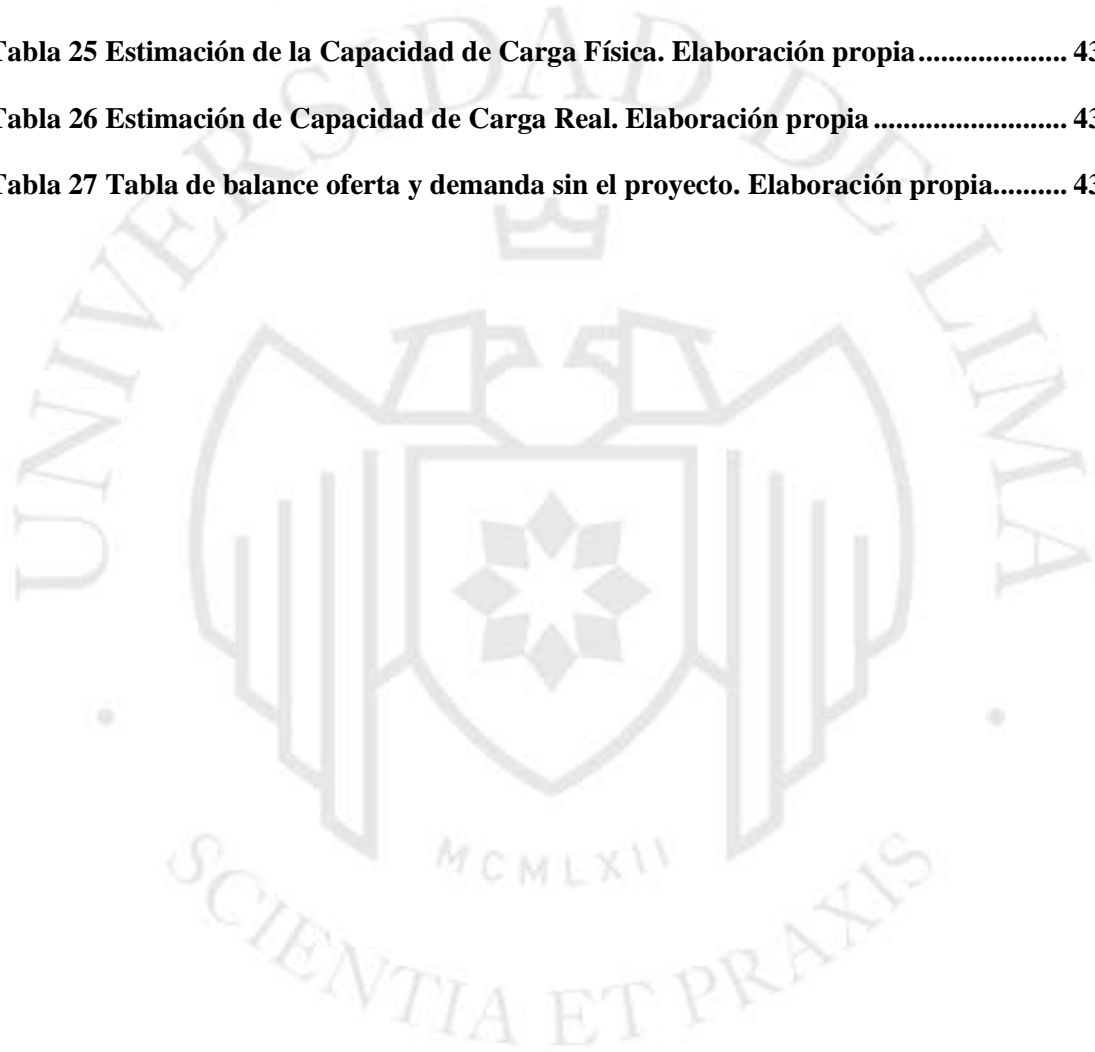 Tabla 25 Estimación de la Capacidad de Carga Física. Elaboración propia.................... 43
Tabla 26 Estimación de Capacidad de Carga Real. Elaboración propia.......................... 43
Tabla 27 Tabla de balance oferta y demanda sin el proyecto. Elaboración propia.......... 43
UNIVERSIDAD DE LIMA
MCMLXII
SCIENTIA ET PRAXIS